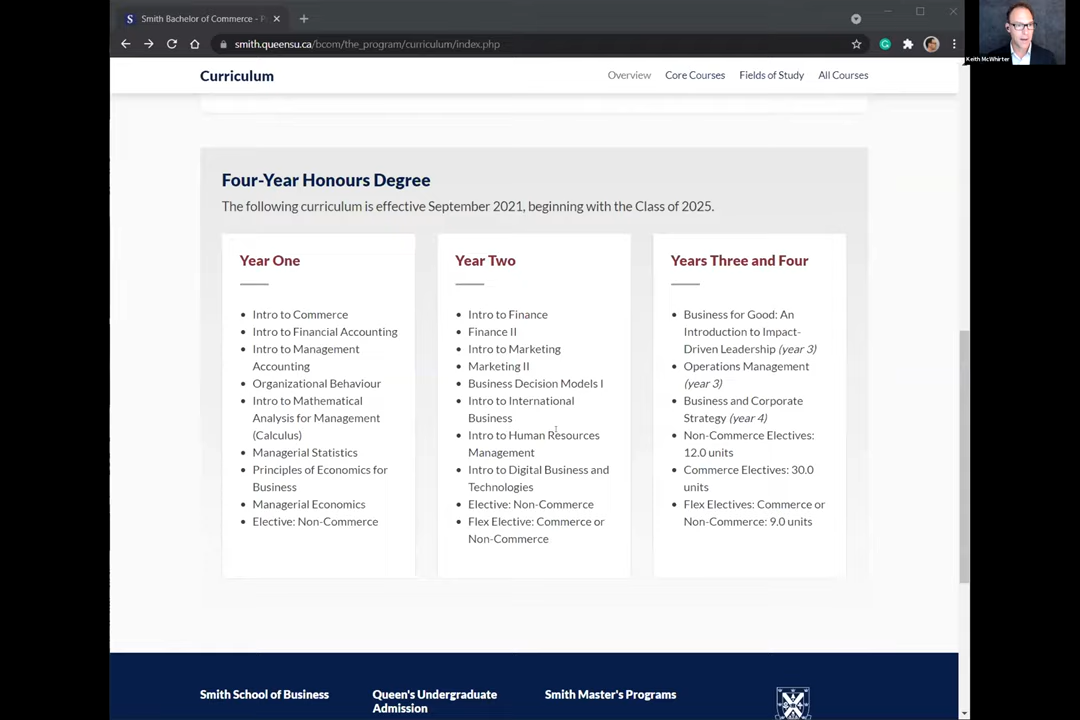 Smith Bachelor of Commerce - P
smith.queensu.ca/bcom/the_program/curriculum/index.php
Keith McWhirter
Curriculum
Overview
Core Courses
Fields of Study
All Courses
Four-Year Honours Degree
The following curriculum is effective September 2021, beginning with the Class of 2025.
Year One
Intro to Commerce
Intro to Financial Accounting
Intro to Management
Accounting
Organizational Behaviour
Intro to Mathematical
Analysis for Management
(Calculus)
Managerial Statistics
Principles of Economics for
Business
Managerial Economics
Elective: Non-Commerce
Year Two
Intro to Finance
Finance II
Intro to Marketing
Marketing II
Business Decision Models I
Intro to International
Business
Intro to Human Resources
Management
Intro to Digital Business and
Technologies
Elective: Non-Commerce
Flex Elective: Commerce or
Non-Commerce
Years Three and Four
Business for Good: An
Introduction to Impact-
Driven Leadership (year 3)
Operations Management
(year 3)
Business and Corporate
Strategy (year 4)
Non-Commerce Electives:
12.0 units
Commerce Electives: 30.0
units
Flex Electives: Commerce or
Non-Commerce: 9.0 units
Smith School of Business
Queen's Undergraduate
Admission
Smith Master's Programs